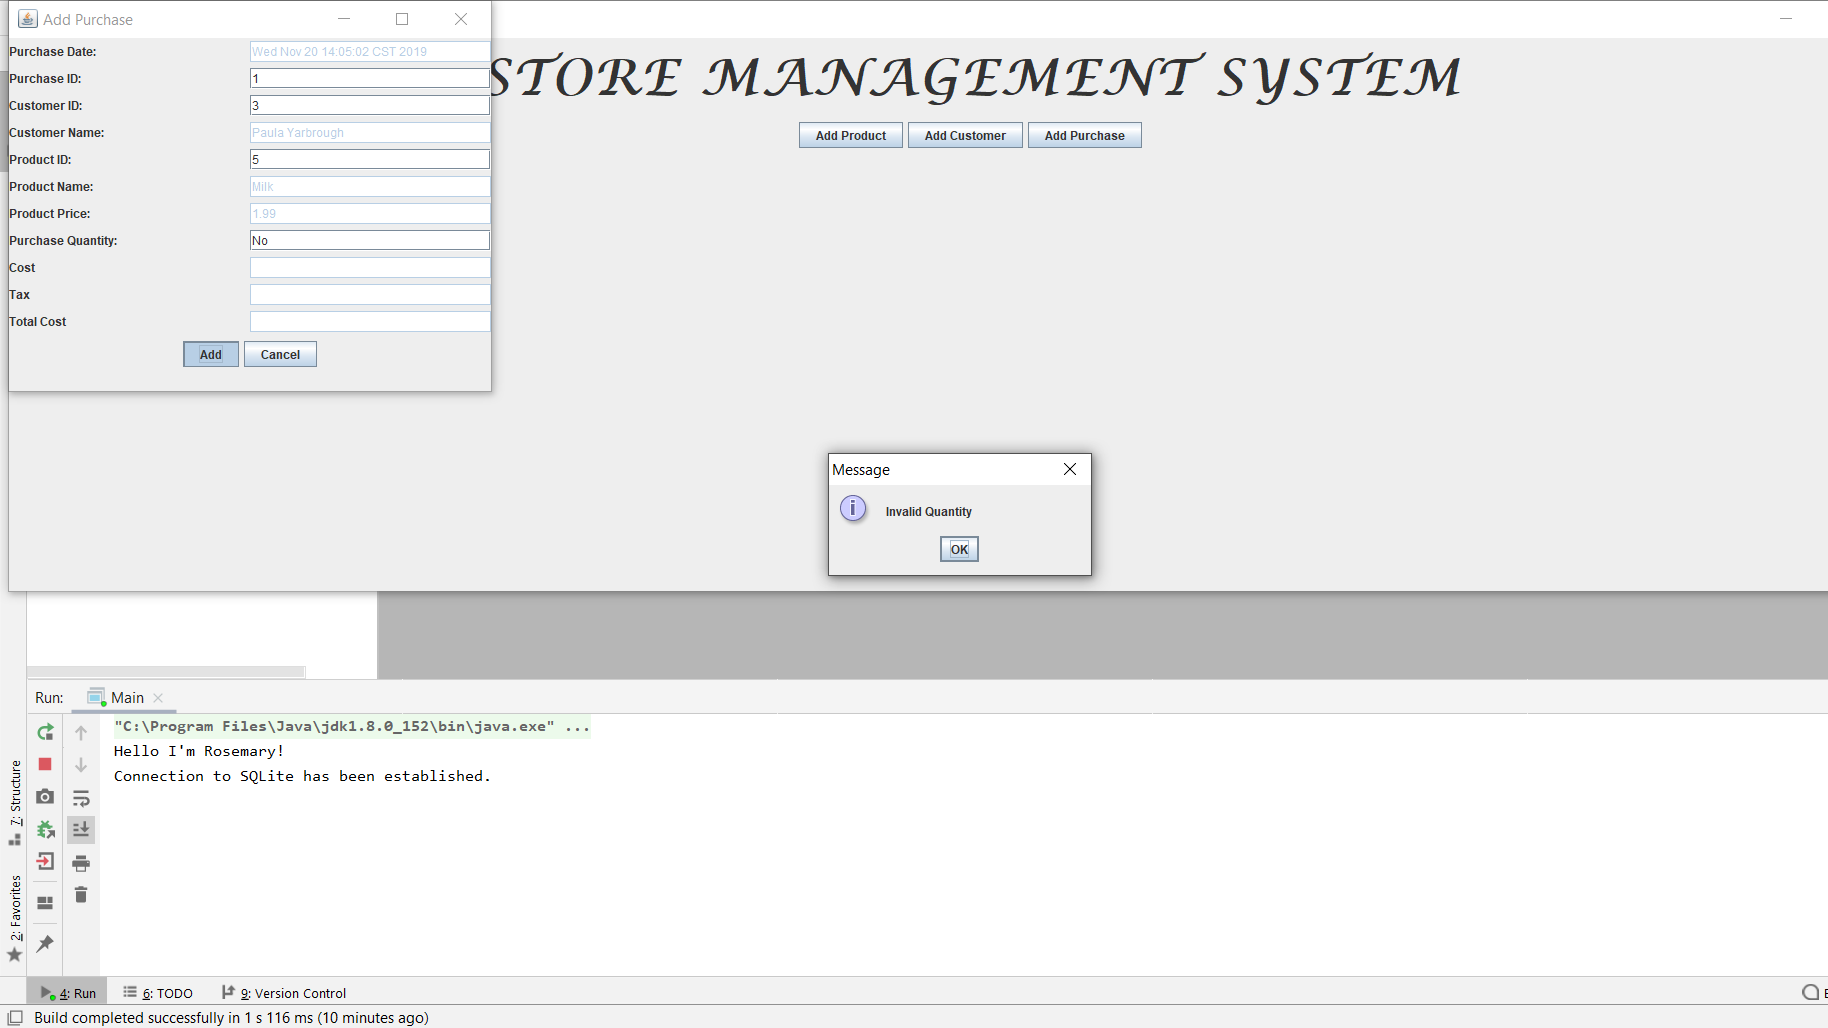 Add Purchase
Purchase Date: Wed Nov 20 14:05:02 CST 2019
Purchase ID: 1
Customer ID: 3
Customer Name: Paula Yarbrough
Product ID: 5
Product Name: Milk
Product Price: 1.99
Purchase Quantity: No
Cost
Tax
Total Cost
Add Cancel
STORE MANAGEMENT SYSTEM
Add Product Add Customer Add Purchase
Message
Invalid Quantity
OK
Run: Main
"C:\Program Files\Java\jdk1.8.0_152\bin\java.exe" ...
Hello I'm Rosemary!
Connection to SQLite has been established.
7: Structure
2: Favorites
4: Run 6: TODO 9: Version Control
Build completed successfully in 1 s 116 ms (10 minutes ago)